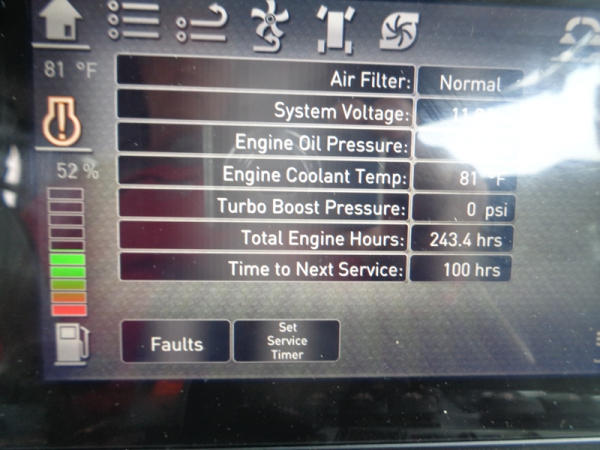 81 °F
52 %
Air Filter: Normal
System Voltage:
Engine Oil Pressure:
Engine Coolant Temp: 81 °F
Turbo Boost Pressure: 0 psi
Total Engine Hours: 243.4 hrs
Time to Next Service: 100 hrs
Faults
Set
Service
Timer